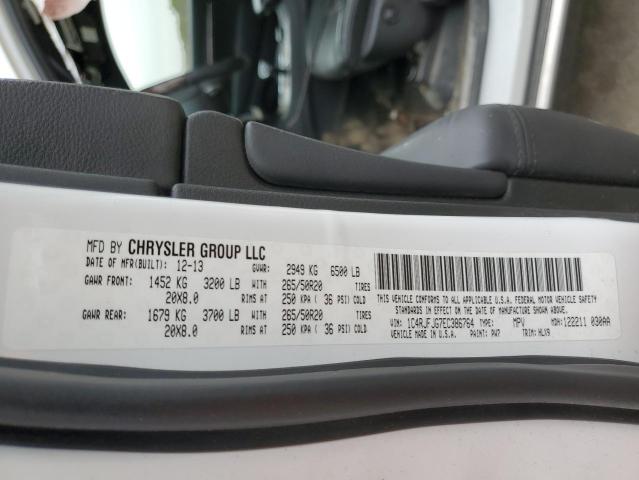 MFD BY CHRYSLER GROUP LLC
DATE OF MFR(BUILT): 12-13 GVWR: 2949 KG 6500 LB
GAWR FRONT: 1452 KG 3200 LB WITH 265/50R20 TIRES
20X8.0 RIMS AT 250 KPA ( 36 PSI) COLD
GAWR REAR: 1679 KG 3700 LB WITH 265/50R20 TIRES
20X8.0 RIMS AT 250 KPA ( 36 PSI) COLD
THIS VEHICLE CONFORMS TO ALL APPLICABLE U.S.A. FEDERAL MOTOR VEHICLE SAFETY
STANDARDS IN EFFECT ON THE DATE OF MANUFACTURE SHOWN ABOVE.
VIN: 1C4RJFJG7EC386764 TYPE: MPV MDH: 122211 030AA
VEHICLE MADE IN U.S.A. PAINT: PW7 TRIM: HLX9